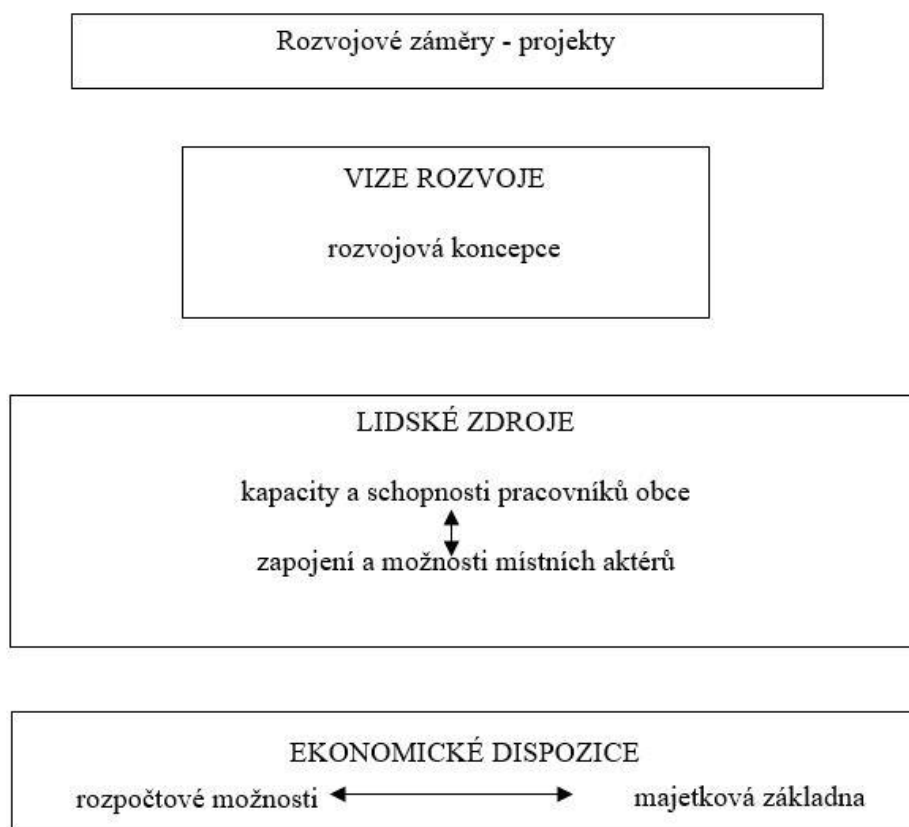 Rozvojové záměry - projekty
VIZE ROZVOJE
rozvojová koncepce
LIDSKÉ ZDROJE
kapacity a schopnosti pracovníků obce
zapojení a možnosti místních aktérů
EKONOMICKÉ DISPOZICE
rozpočtové možnosti majetková základna